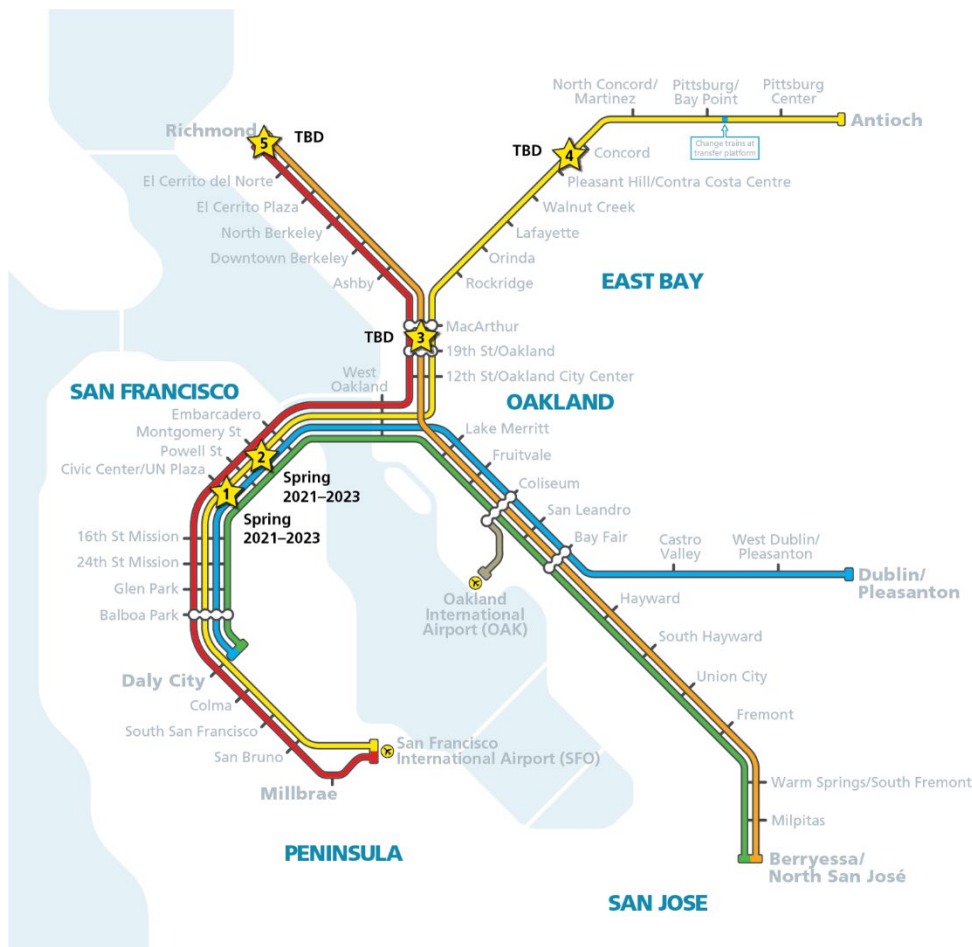 North Concord/
Martinez
Pittsburg/
Bay Point
Pittsburg
Center
Antioch
Change trains at
transfer platform
Richmond
5
TBD
TBD
4
Concord
El Cerrito del Norte
Pleasant Hill/Contra Costa Centre
El Cerrito Plaza
Walnut Creek
North Berkeley
Lafayette
Downtown Berkeley
Orinda
Ashby
Rockridge
EAST BAY
MacArthur
TBD
3
19th St/Oakland
West
Oakland
12th St/Oakland City Center
SAN FRANCISCO
OAKLAND
Embarcadero
Montgomery St
Powell St
Civic Center/UN Plaza
2
Spring
2021–2023
1
Spring
2021–2023
Lake Merritt
Fruitvale
Coliseum
San Leandro
Bay Fair
Castro
Valley
West Dublin/
Pleasanton
Dublin/
Pleasanton
16th St Mission
24th St Mission
Glen Park
Balboa Park
Oakland
International
Airport (OAK)
Hayward
South Hayward
Union City
Fremont
Daly City
Colma
South San Francisco
San Bruno
Millbrae
San Francisco
International Airport (SFO)
Warm Springs/South Fremont
Milpitas
Berryessa/
North San José
PENINSULA
SAN JOSE